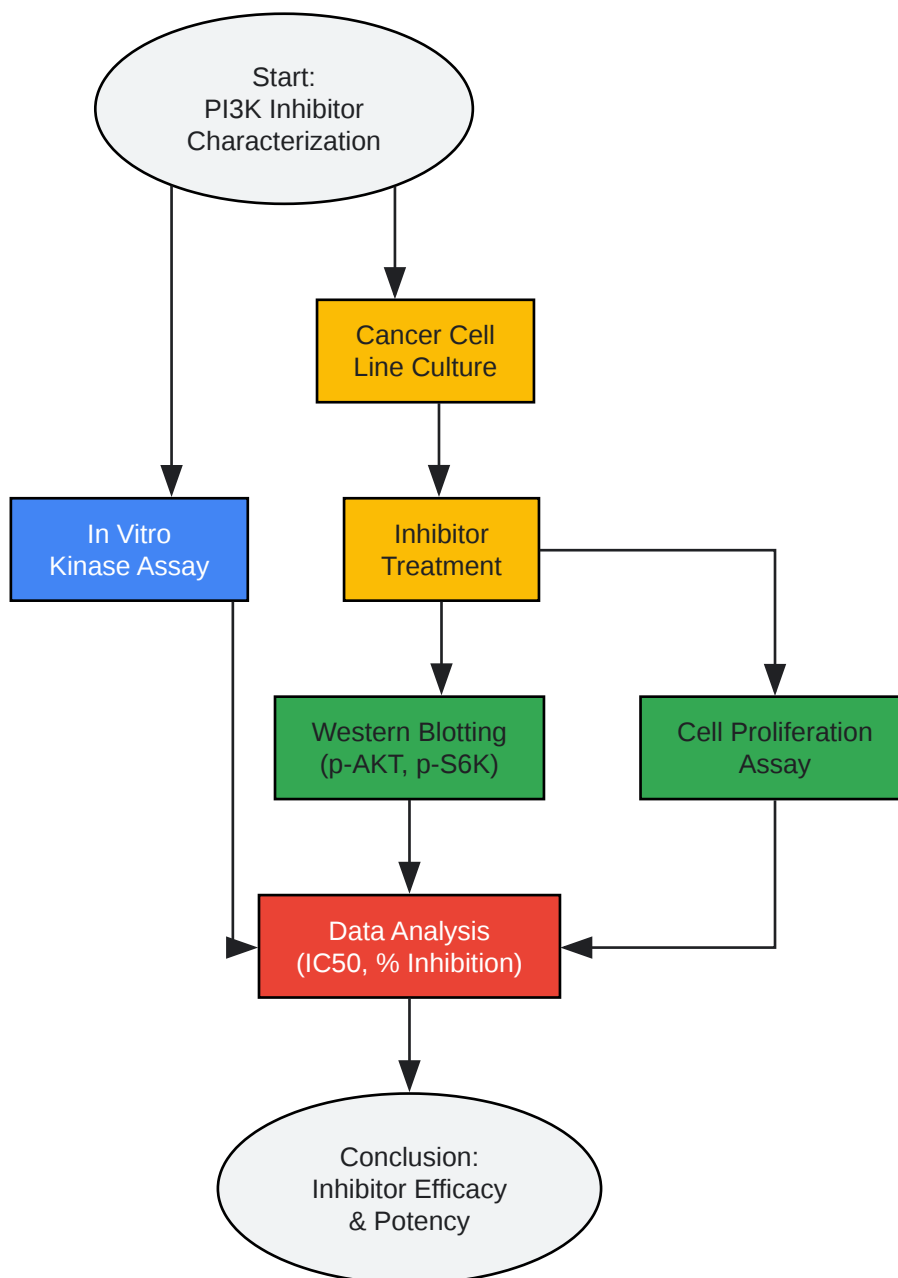 Start:
PI3K Inhibitor
Characterization
Cancer Cell
Line Culture
In Vitro
Kinase Assay
Inhibitor
Treatment
Western Blotting
(p-AKT, p-S6K)
Cell Proliferation
Assay
Data Analysis
(IC50, % Inhibition)
Conclusion:
Inhibitor Efficacy
& Potency